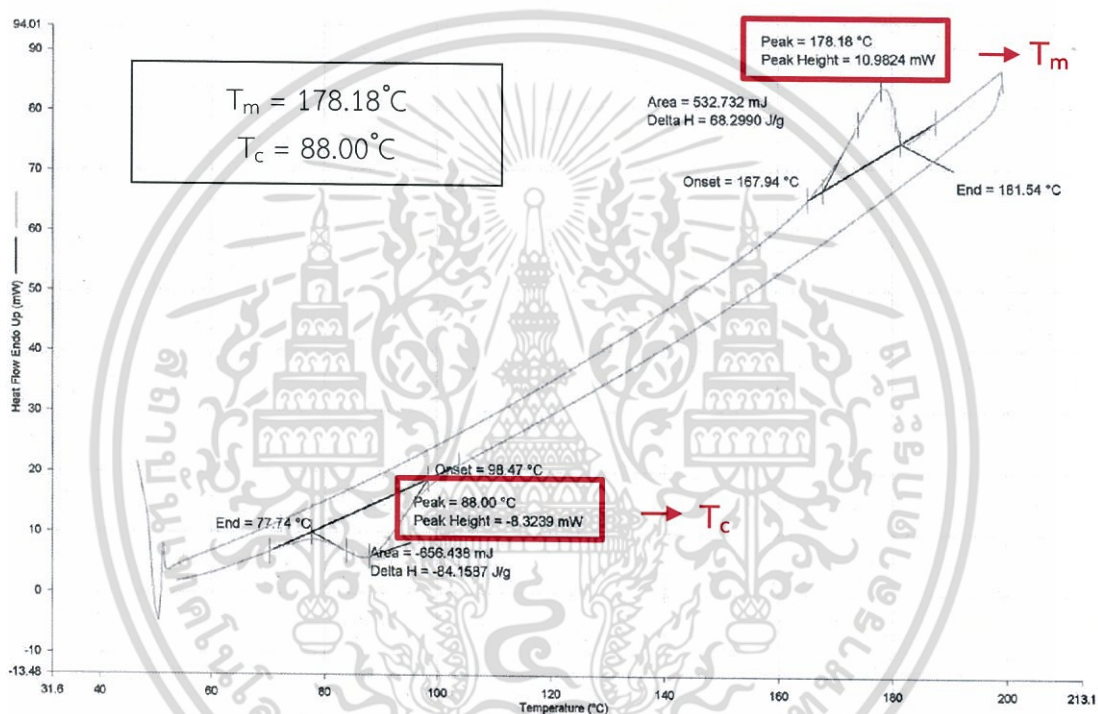 94.01
90
80
70
60
50
40
30
20
10
0
-10
-13.48
Heat Flow Endo Up (mW)
Tm = 178.18°C
Tc = 88.00°C
Peak = 178.18 °C
Peak Height = 10.9824 mW
Tm
Area = 532.732 mJ
Delta H = 68.2990 J/g
Onset = 167.94 °C
End = 181.54 °C
Onset = 98.47 °C
Peak = 88.00 °C
Peak Height = -8.3239 mW
Tc
End = 77.74 °C
Area = -656.438 mJ
Delta H = -84.1587 J/g
31.6
40
60
80
100
120
140
160
180
200
213.1
Temperature (°C)